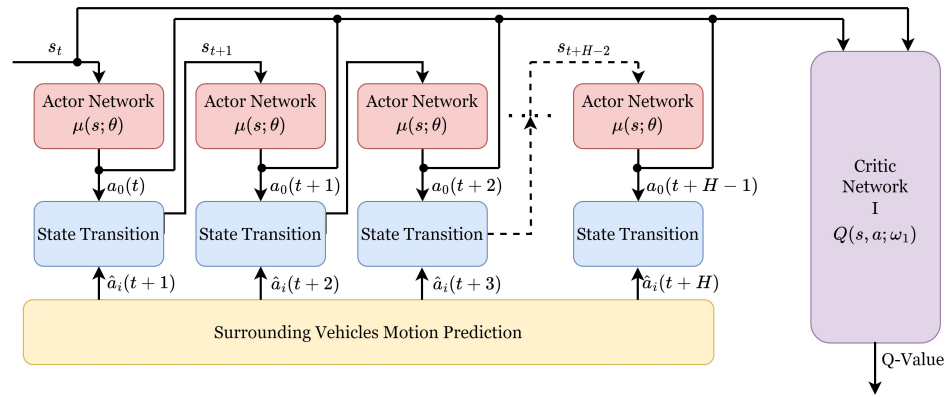 s_t
s_{t+1}
s_{t+H−2}
Actor Network
μ(s; θ)
Actor Network
μ(s; θ)
Actor Network
μ(s; θ)
......
Actor Network
μ(s; θ)
a_0(t)
a_0(t + 1)
a_0(t + 2)
a_0(t + H − 1)
State Transition
State Transition
State Transition
State Transition
â_i(t + 1)
â_i(t + 2)
â_i(t + 3)
â_i(t + H)
Surrounding Vehicles Motion Prediction
Critic
Network
I
Q(s, a; ω_1)
Q-Value